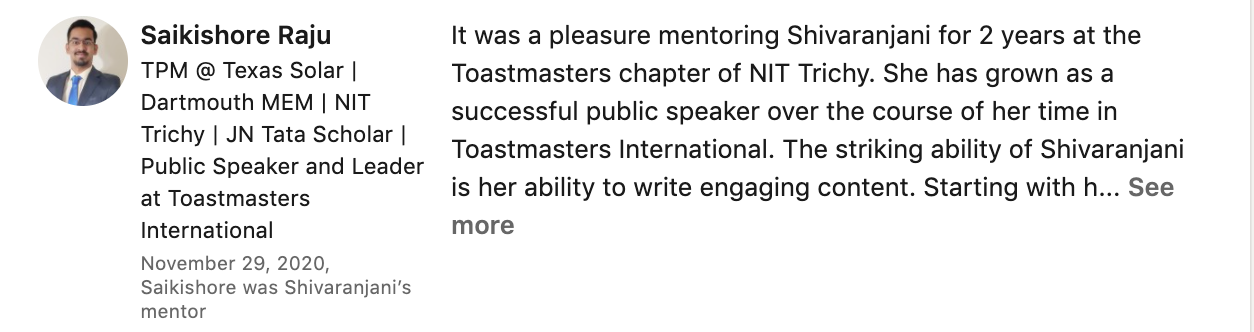 Saikishore Raju
TPM @ Texas Solar |
Dartmouth MEM | NIT
Trichy | JN Tata Scholar |
Public Speaker and Leader
at Toastmasters
International
November 29, 2020,
Saikishore was Shivaranjani’s
mentor
It was a pleasure mentoring Shivaranjani for 2 years at the
Toastmasters chapter of NIT Trichy. She has grown as a
successful public speaker over the course of her time in
Toastmasters International. The striking ability of Shivaranjani
is her ability to write engaging content. Starting with h... See
more